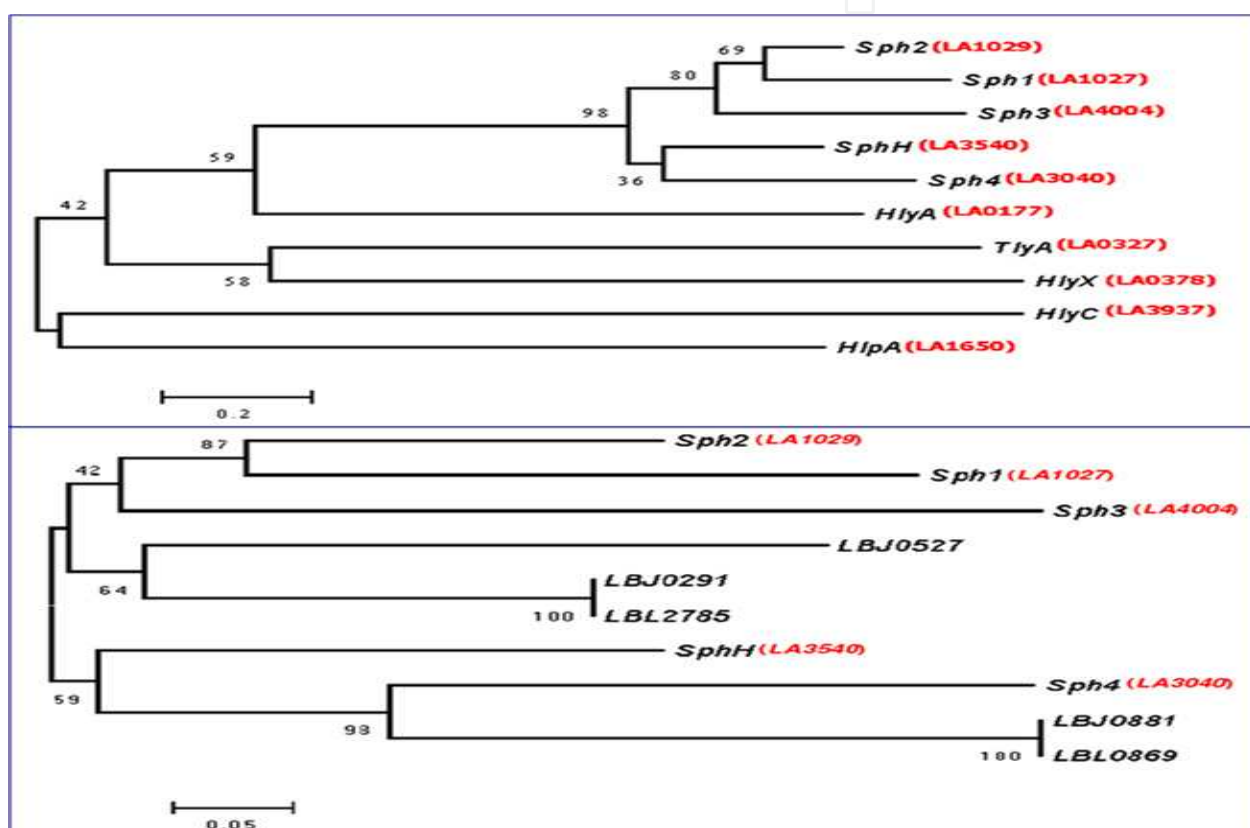 69
Sph2 (LA1029)
80
Sph1 (LA1027)
98
Sph3 (LA4004)
59
SphH (LA3540)
36
Sph4 (LA3040)
42
HlyA (LA0177)
TlyA (LA0327)
58
HlyX (LA0378)
HlyC (LA3937)
HlpA (LA1650)
0.2
87
Sph2 (LA1029)
42
Sph1 (LA1027)
Sph3 (LA4004)
LBJ0527
64
LBJ0291
100
LBL2785
SphH (LA3540)
59
Sph4 (LA3040)
98
LBJ0881
100
LBL0869
0.05